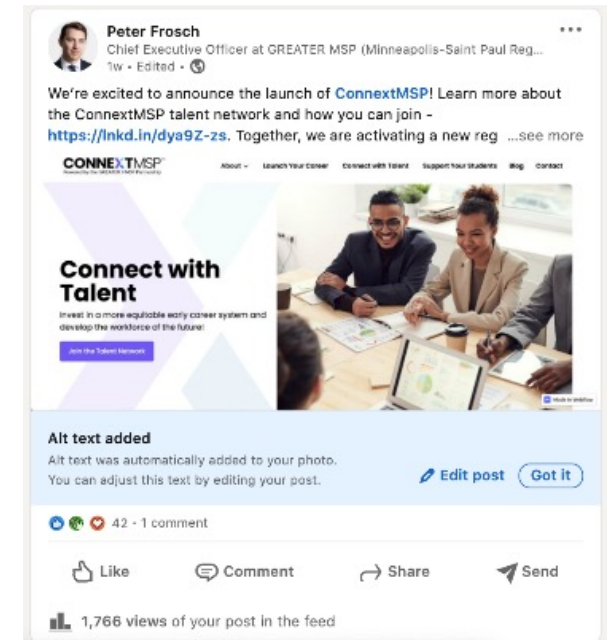 Peter Frosch
Chief Executive Officer at GREATER MSP (Minneapolis-Saint Paul Reg...
1w • Edited •
We're excited to announce the launch of ConnextMSP! Learn more about
the ConnextMSP talent network and how you can join -
https://lnkd.in/dya9Z-zs. Together, we are activating a new reg ...see more
CONNEXTMSP
Powered by the GREATER MSP Partnership
About Launch Your Career Connect with Talent Support Your Students Blog Contact
Connect with
Talent
Invest in a more equitable early career system and
develop the workforce of the future!
Join the Talent Network
Made in Webflow
Alt text added
Alt text was automatically added to your photo.
You can adjust this text by editing your post.
Edit post Got it
42 • 1 comment
Like Comment Share Send
1,766 views of your post in the feed